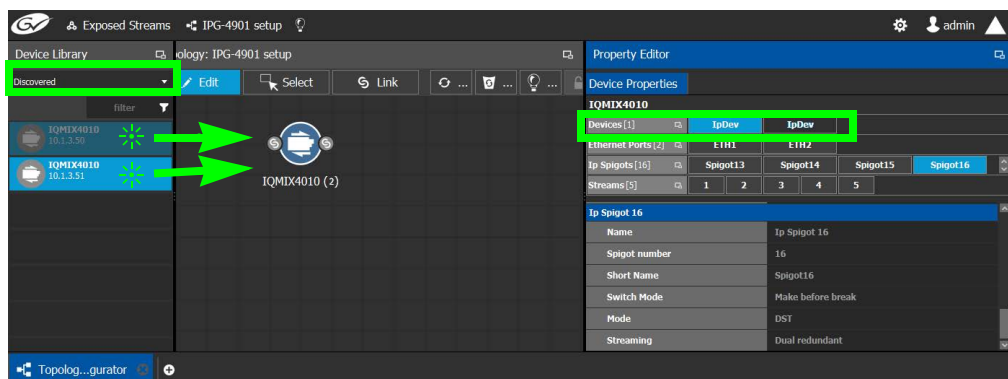 GV Exposed Streams IPG-4901 setup admin
Device Library
ology: IPG-4901 setup
Property Editor
Discovered
Edit Select Link ... ... ...
Device Properties
filter
IQMIX4010
10.1.3.50
IQMIX4010
10.1.3.51
IQMIX4010 (2)
IQMIX4010
Devices [1] IpDev IpDev
Ethernet Ports [2] ETH1 ETH2
Ip Spigots [16] Spigot13 Spigot14 Spigot15 Spigot16
Streams [5] 1 2 3 4 5
Ip Spigot 16
Name Ip Spigot 16
Spigot number 16
Short Name Spigot16
Switch Mode Make before break
Mode DST
Streaming Dual redundant
Topolog...gurator